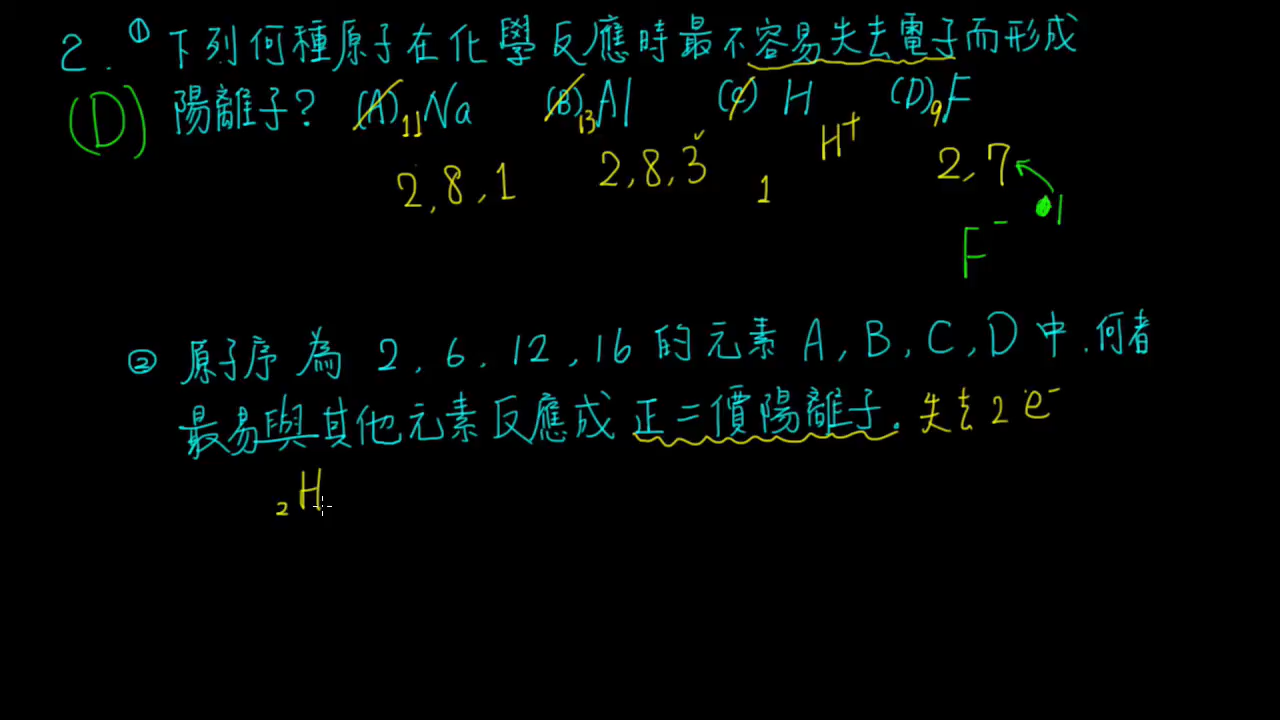 2. ① 下列何種原子在化學反應時最不容易失去電子而形成
(D) 陽離子? (A) 11Na (B) 13Al (C) H (D) 9F
2,8,1 2,8,3 1 H+ 2,7
1
F-
② 原子序為 2, 6, 12, 16 的元素 A, B, C, D 中,何者
最易與其他元素反應成正二價陽離子. 失去2e-
2H